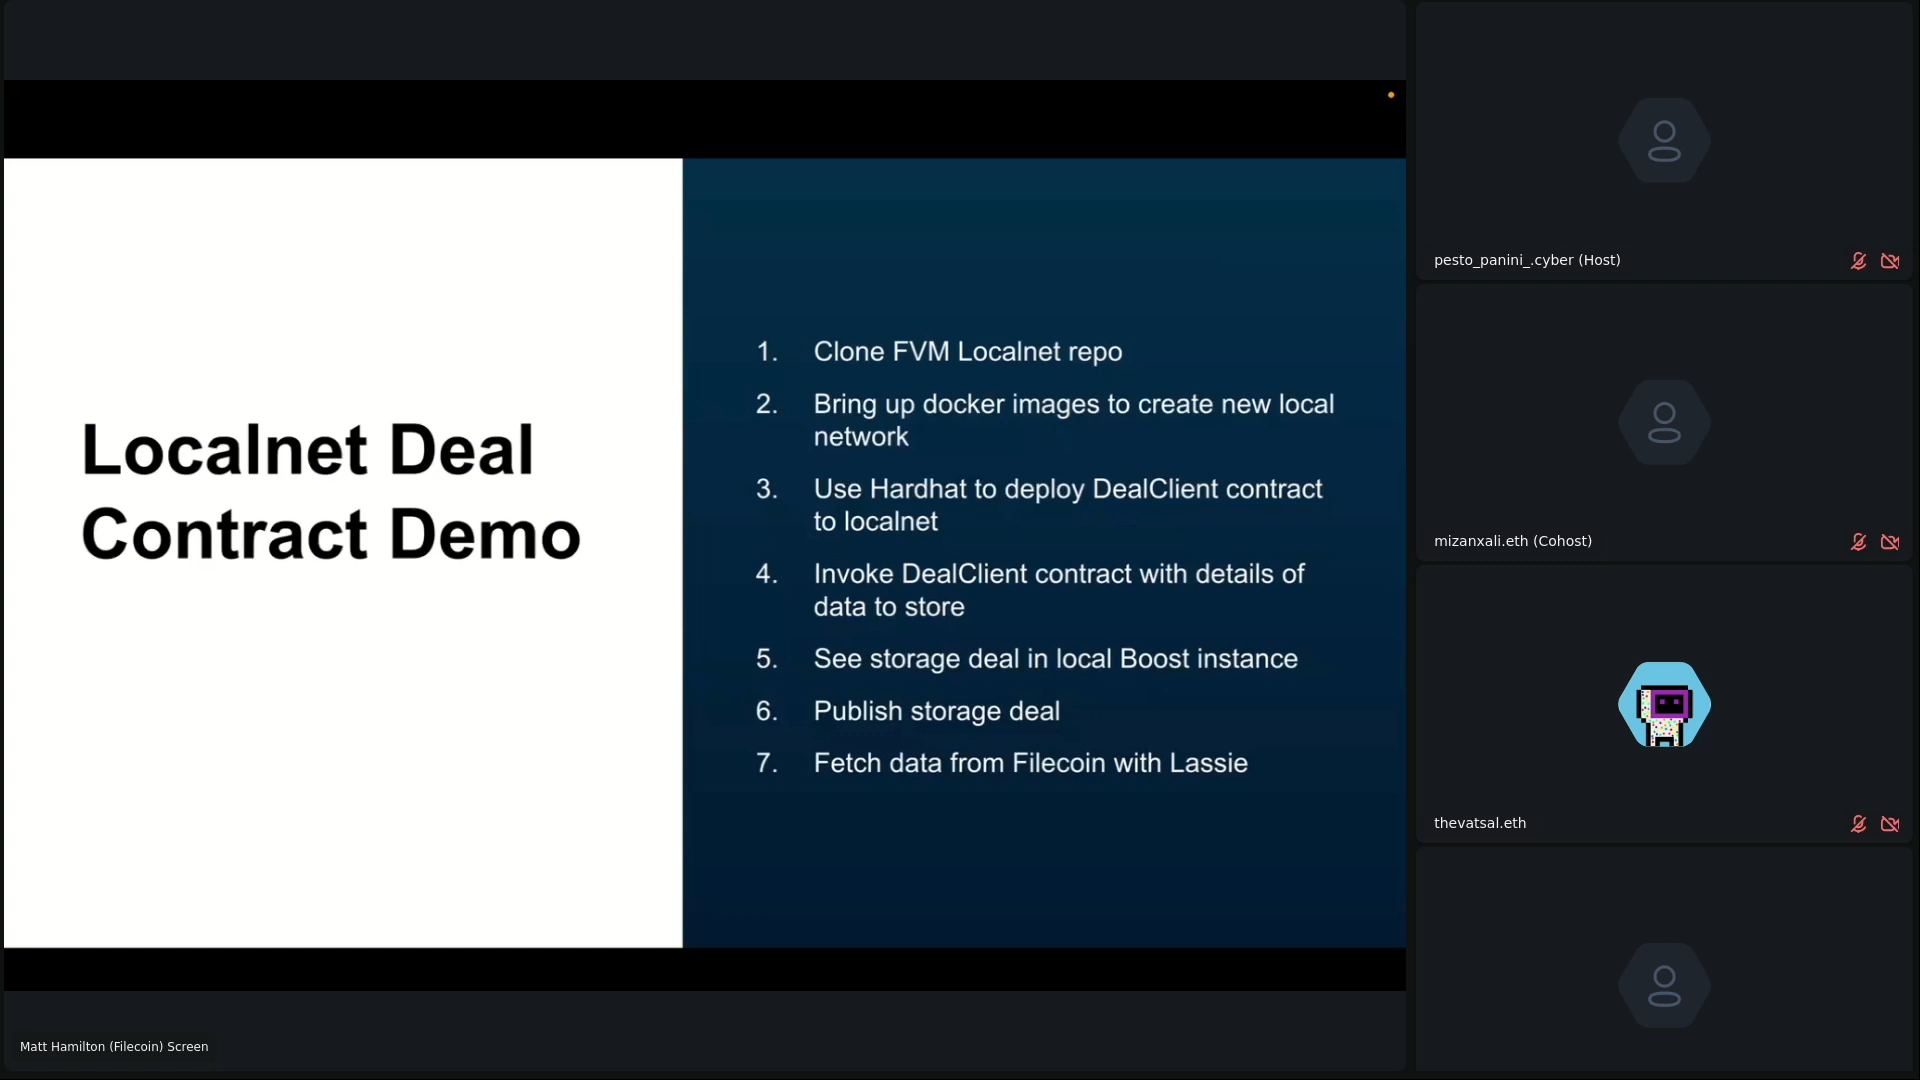 Localnet Deal
Contract Demo
1. Clone FVM Localnet repo
2. Bring up docker images to create new local
network
3. Use Hardhat to deploy DealClient contract
to localnet
4. Invoke DealClient contract with details of
data to store
5. See storage deal in local Boost instance
6. Publish storage deal
7. Fetch data from Filecoin with Lassie
Matt Hamilton (Filecoin) Screen
pesto_panini_.cyber (Host)
mizanxali.eth (Cohost)
thevatsal.eth